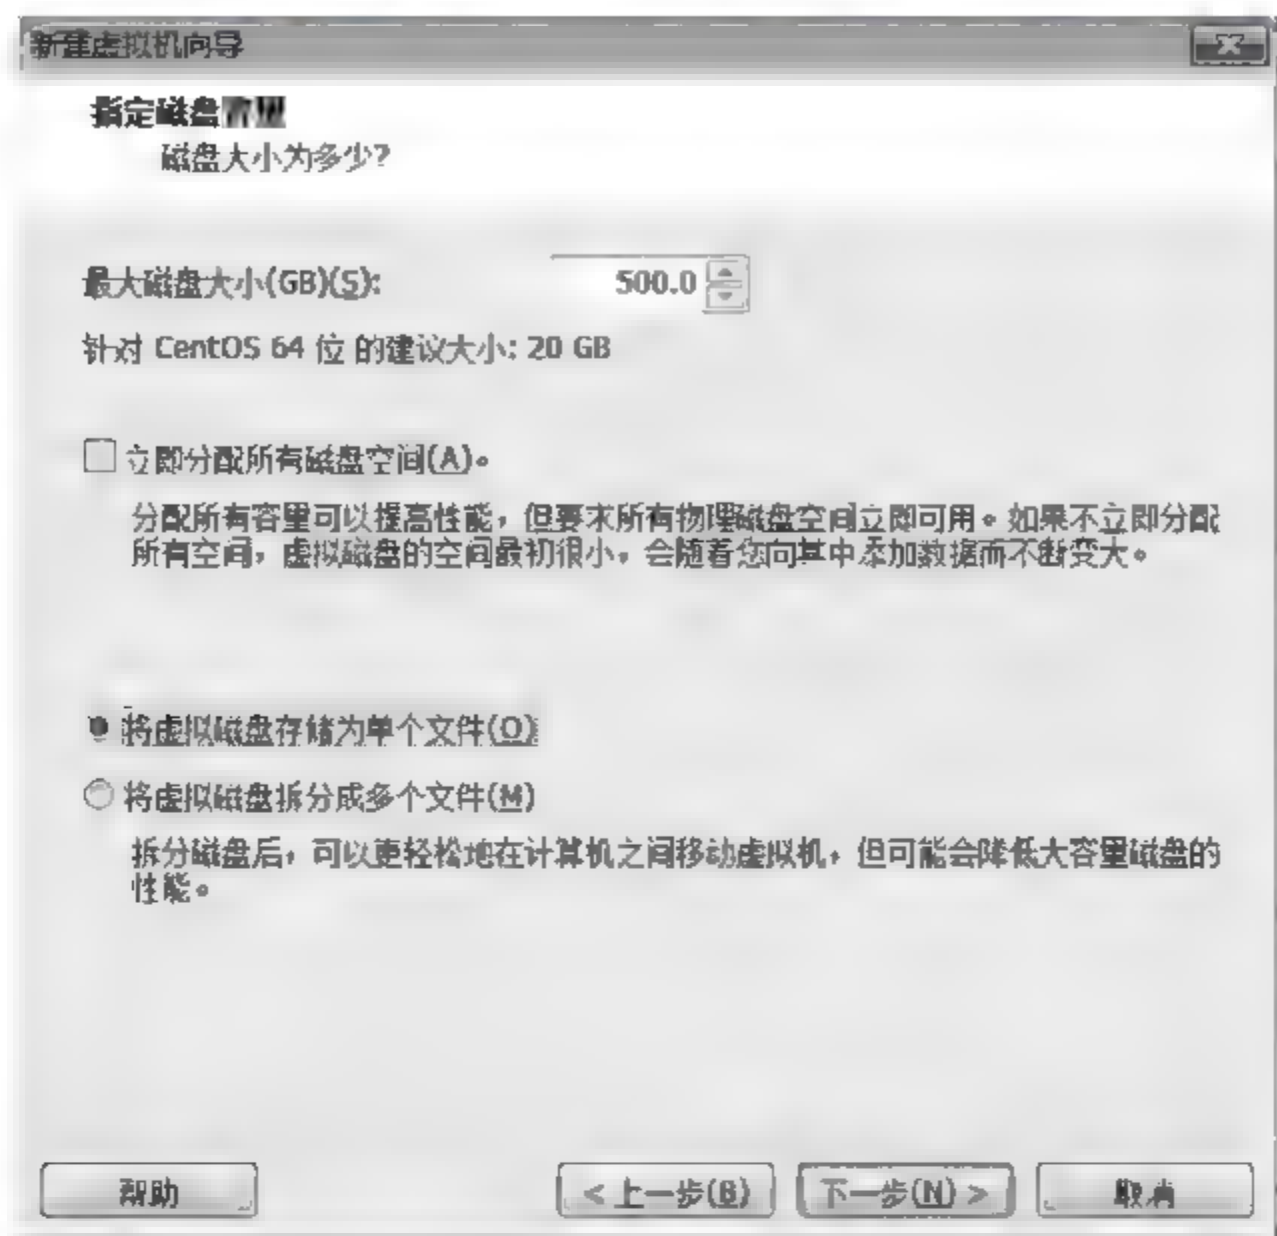 新建虚拟机向导
指定磁盘容量
磁盘大小为多少?
最大磁盘大小(GB)(S): 500.0
针对 CentOS 64 位 的建议大小: 20 GB
立即分配所有磁盘空间(A)。
分配所有容量可以提高性能，但要求所有物理磁盘空间立即可用。如果不立即分配
所有空间，虚拟磁盘的空间最初很小，会随着您向其中添加数据而不断变大。
将虚拟磁盘存储为单个文件(O)
将虚拟磁盘拆分成多个文件(M)
拆分磁盘后，可以更轻松地在计算机之间移动虚拟机，但可能会降低大容量磁盘的
性能。
帮助 < 上一步(B) 下一步(N) > 取消